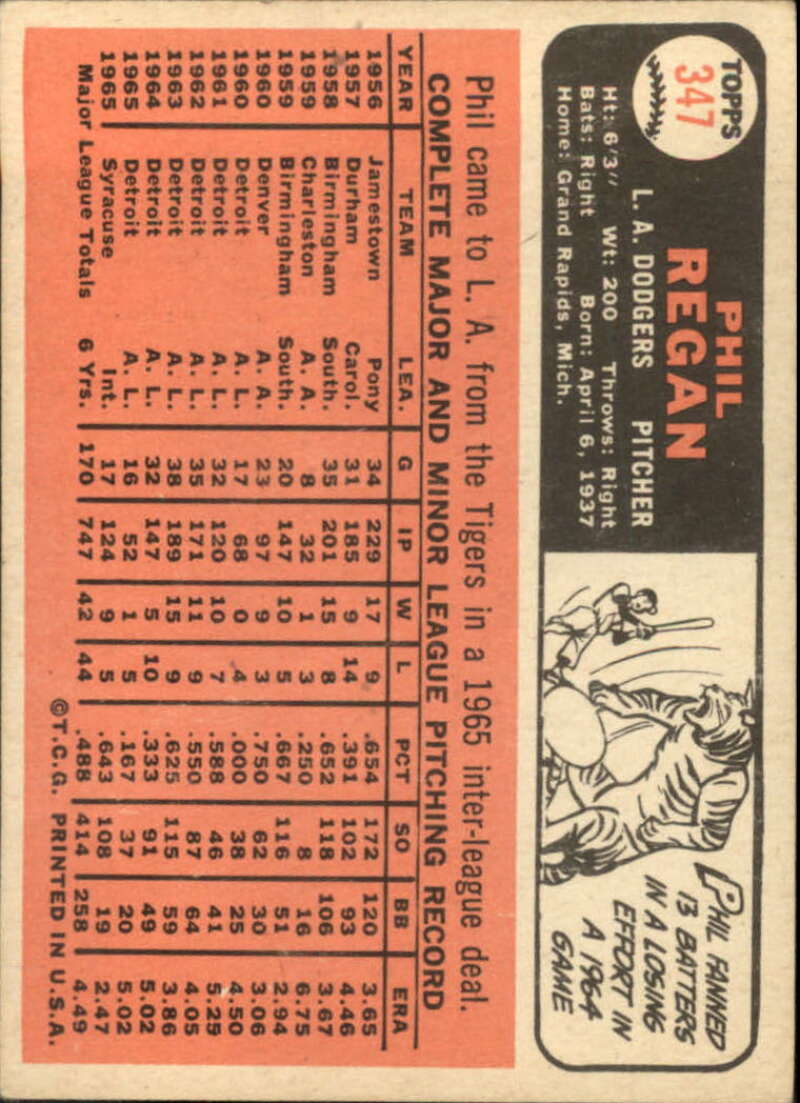 TOPPS
347
PHIL
REGAN
L. A. DODGERS PITCHER
Ht: 6'3" Wt: 200 Throws: Right
Bats: Right Born: April 6, 1937
Home: Grand Rapids, Mich.
PHIL FANNED
13 BATTERS
IN A LOSING
EFFORT IN
A 1964
GAME
Phil came to L. A. from the Tigers in a 1965 inter-league deal.
COMPLETE MAJOR AND MINOR LEAGUE PITCHING RECORD
YEAR TEAM LEA. G IP W L PCT SO BB ERA
1956 Jamestown Pony 34 229 17 9 .654 172 120 3.65
1957 Durham Carol. 31 185 9 14 .391 102 93 4.46
1958 Birmingham South. 35 201 15 8 .652 118 106 3.67
1959 Charleston A. A. 8 32 1 3 .250 8 16 6.75
1959 Birmingham South. 20 147 10 5 .667 116 51 2.94
1960 Denver A. A. 23 97 9 3 .750 62 30 3.06
1960 Detroit A. L. 17 68 0 4 .000 38 25 4.50
1961 Detroit A. L. 32 120 10 7 .588 46 41 5.25
1962 Detroit A. L. 35 171 11 9 .550 87 64 4.05
1963 Detroit A. L. 38 189 15 9 .625 115 59 3.86
1964 Detroit A. L. 32 147 5 10 .333 91 49 5.02
1965 Detroit A. L. 16 52 1 5 .167 37 20 5.02
1965 Syracuse Int. 17 124 9 5 .643 108 19 2.47
Major League Totals 6 Yrs. 170 747 42 44 .488 414 258 4.49
©T.C.G. PRINTED IN U.S.A.